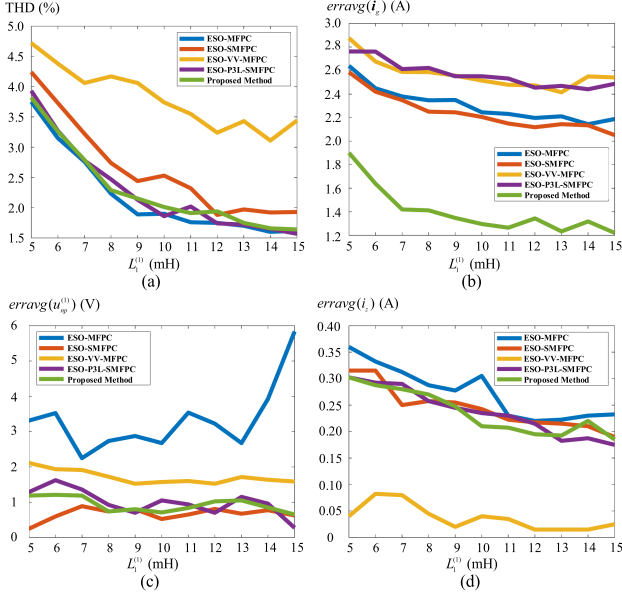 THD (%)
5.0
4.5
4.0
3.5
3.0
2.5
2.0
1.5
ESO-MFPC
ESO-SMFPC
ESO-VV-MFPC
ESO-P3L-SMFPC
Proposed Method
5 6 7 8 9 10 11 12 13 14 15
L₁⁽¹⁾ (mH)
(a)
erravg(i_g) (A)
3.0
2.8
2.6
2.4
2.2
2.0
1.8
1.6
1.4
1.2
ESO-MFPC
ESO-SMFPC
ESO-VV-MFPC
ESO-P3L-SMFPC
Proposed Method
5 6 7 8 9 10 11 12 13 14 15
L₁⁽¹⁾ (mH)
(b)
erravg(u_np⁽¹⁾) (V)
6
5
4
3
2
1
0
ESO-MFPC
ESO-SMFPC
ESO-VV-MFPC
ESO-P3L-SMFPC
Proposed Method
5 6 7 8 9 10 11 12 13 14 15
L₁⁽¹⁾ (mH)
(c)
erravg(i_z) (A)
0.40
0.35
0.30
0.25
0.20
0.15
0.10
0.05
0
ESO-MFPC
ESO-SMFPC
ESO-VV-MFPC
ESO-P3L-SMFPC
Proposed Method
5 6 7 8 9 10 11 12 13 14 15
L₁⁽¹⁾ (mH)
(d)